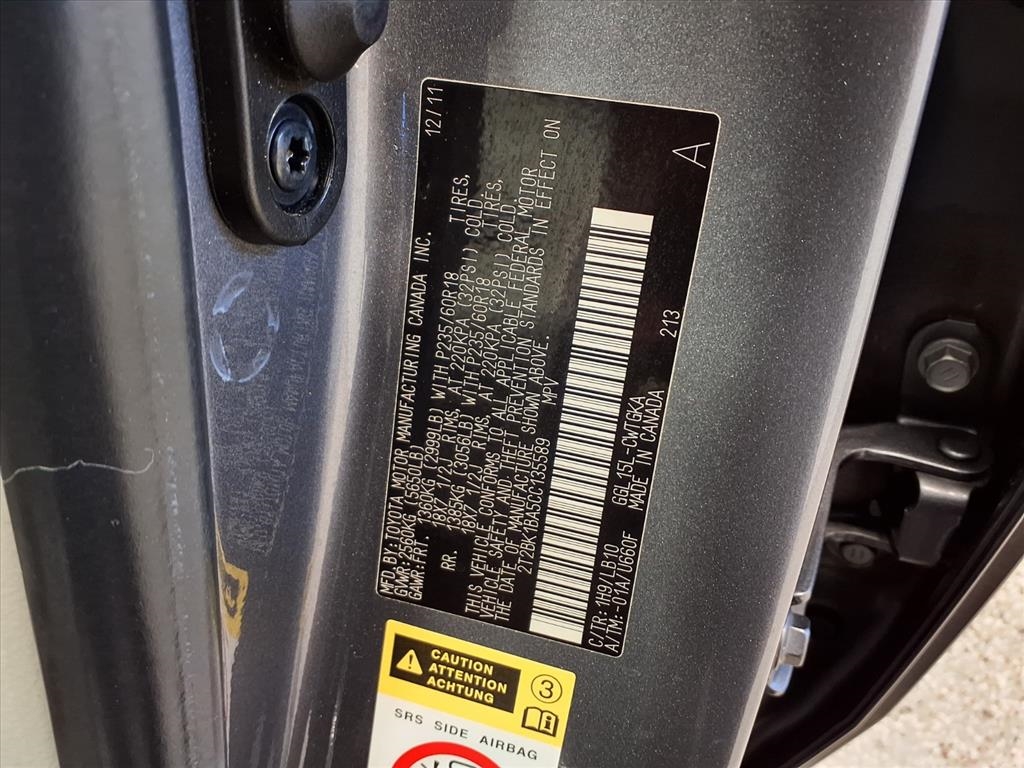 MFD.BY:TOYOTA MOTOR MANUFACTURING CANADA INC. 12/11
GVWR:2560KG (5650LB)
GAWR:FRT. 1360KG (2999LB) WITH P235/60R18 TIRES,
18X7 1/2J RIMS, AT 220KPA (32PSI) COLD,
RR. 1385KG (3056LB) WITH P235/60R18 TIRES,
18X7 1/2J RIMS, AT 220KPA (32PSI) COLD,
THIS VEHICLE CONFORMS TO ALL APPLICABLE FEDERAL MOTOR
VEHICLE SAFETY AND THEFT PREVENTION STANDARDS IN EFFECT ON
THE DATE OF MANUFACTURE SHOWN ABOVE.
2T2BK1BA5CC135589 MPV
C/TR:1H9/LB10 GGL15L-CWTGKA 213 A
A/TM:-01A/U660F MADE IN CANADA
CAUTION
ATTENTION
ACHTUNG
3
SRS SIDE AIRBAG